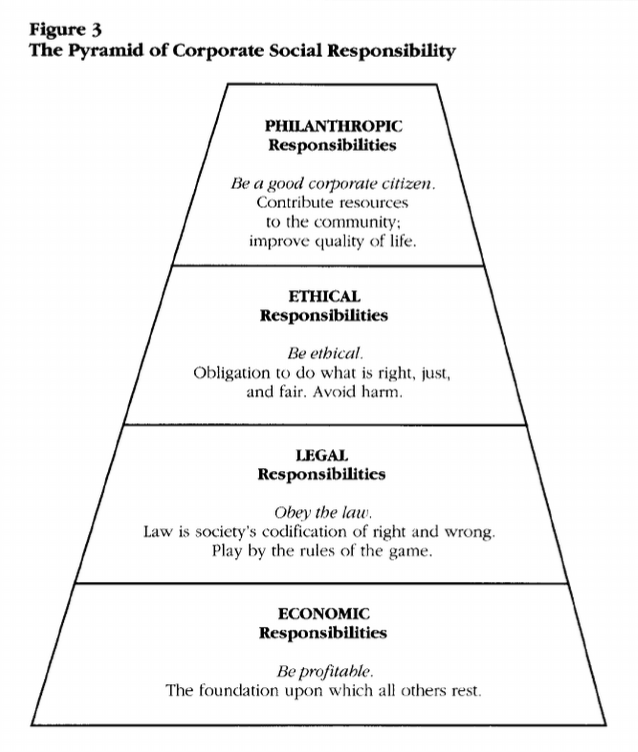 Figure 3
The Pyramid of Corporate Social Responsibility
PHILANTHROPIC
Responsibilities
Be a good corporate citizen.
Contribute resources
to the community;
improve quality of life.
ETHICAL
Responsibilities
Be ethical.
Obligation to do what is right, just,
and fair. Avoid harm.
LEGAL
Responsibilities
Obey the law.
Law is society's codification of right and wrong.
Play by the rules of the game.
ECONOMIC
Responsibilities
Be profitable.
The foundation upon which all others rest.